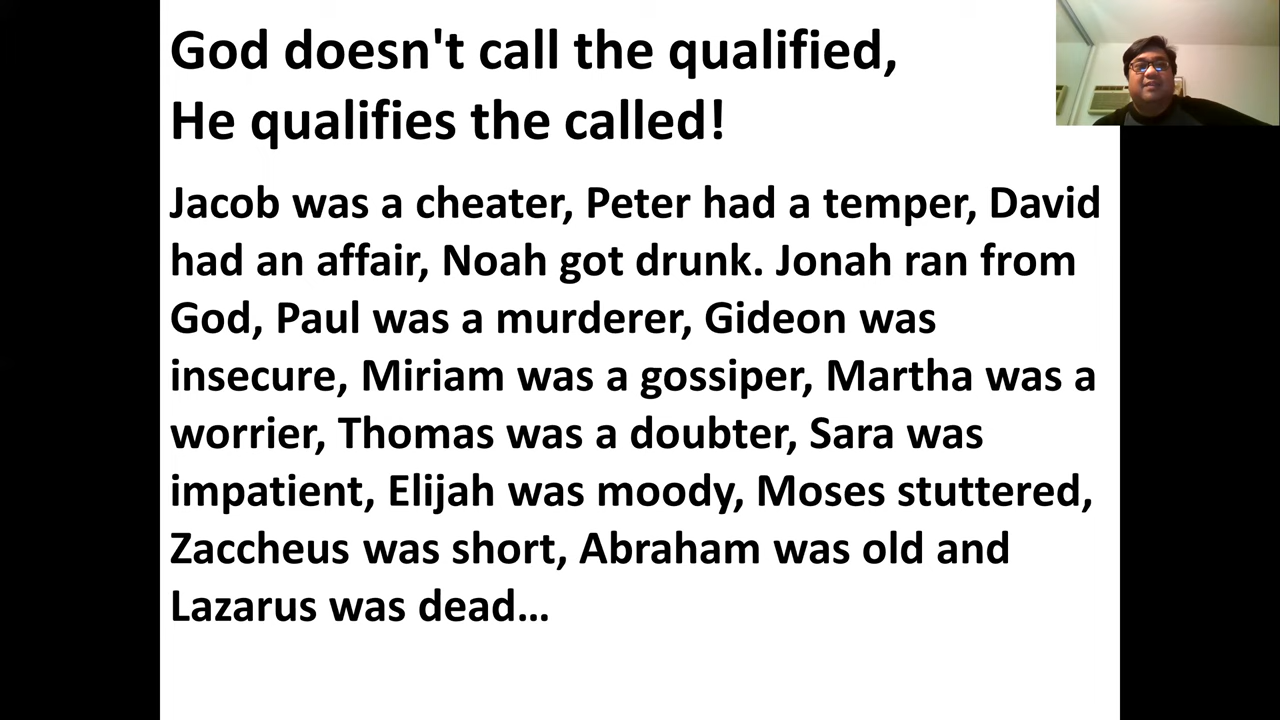 God doesn't call the qualified,
He qualifies the called!
Jacob was a cheater, Peter had a temper, David
had an affair, Noah got drunk. Jonah ran from
God, Paul was a murderer, Gideon was
insecure, Miriam was a gossiper, Martha was a
worrier, Thomas was a doubter, Sara was
impatient, Elijah was moody, Moses stuttered,
Zaccheus was short, Abraham was old and
Lazarus was dead…